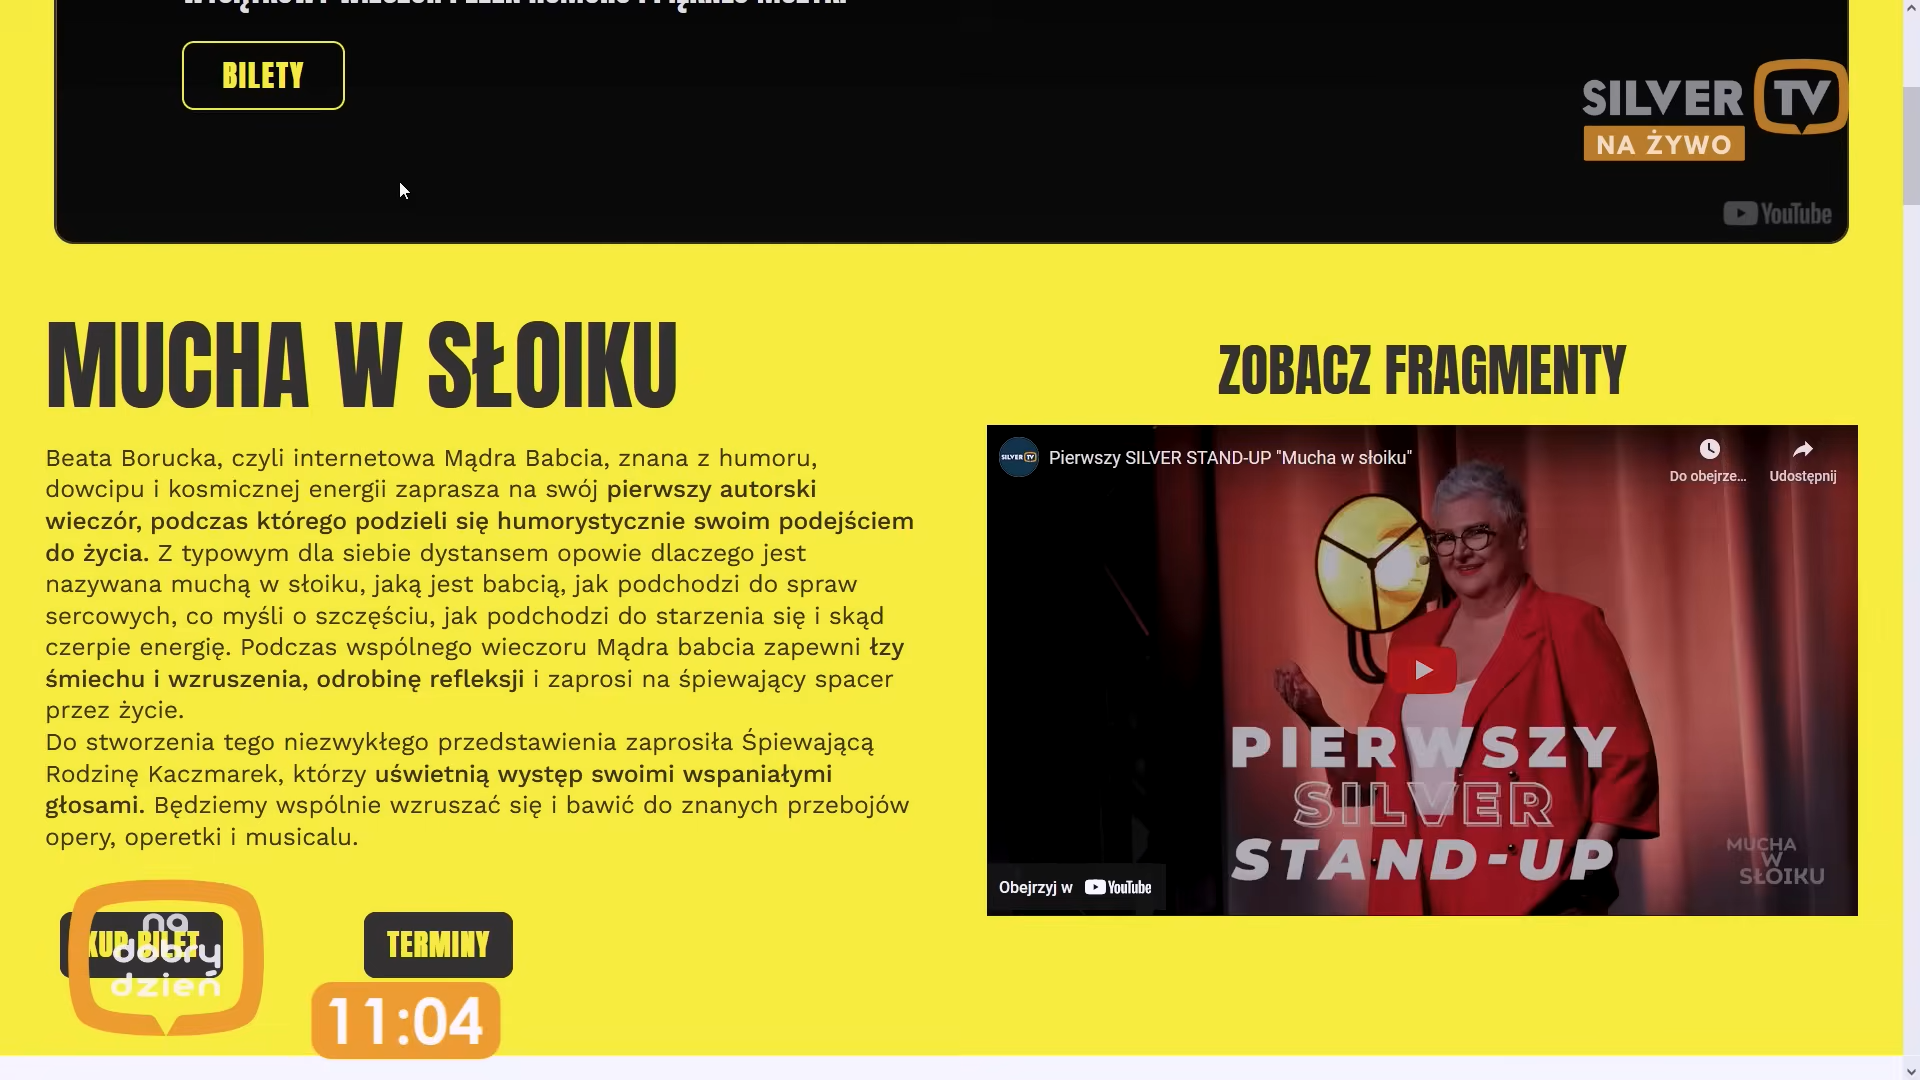 BILETY
SILVER TV
NA ŻYWO
YouTube
MUCHA W SŁOIKU
Beata Borucka, czyli internetowa Mądra Babcia, znana z humoru,
dowcipu i kosmicznej energii zaprasza na swój pierwszy autorski
wieczór, podczas którego podzieli się humorystycznie swoim podejściem
do życia. Z typowym dla siebie dystansem opowie dlaczego jest
nazywana muchą w słoiku, jaką jest babcią, jak podchodzi do spraw
sercowych, co myśli o szczęściu, jak podchodzi do starzenia się i skąd
czerpie energię. Podczas wspólnego wieczoru Mądra babcia zapewni łzy
śmiechu i wzruszenia, odrobinę refleksji i zaprosi na śpiewający spacer
przez życie.
Do stworzenia tego niezwykłego przedstawienia zaprosiła Śpiewającą
Rodzinę Kaczmarek, którzy uświetnią występ swoimi wspaniałymi
głosami. Będziemy wspólnie wzruszać się i bawić do znanych przebojów
opery, operetki i musicalu.
KUP BILET
TERMINY
na
dobry
dzień
11:04
ZOBACZ FRAGMENTY
SILVER TV
Pierwszy SILVER STAND-UP "Mucha w słoiku"
Do obejrze...
Udostępnij
PIERWSZY
SILVER
STAND-UP
MUCHA
W
SŁOIKU
Obejrzyj w YouTube